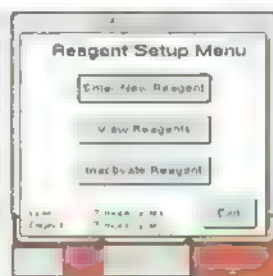 Reagent Setup Menu
Enter New Reagent
View Reagents
Inactivate Reagent
Exit